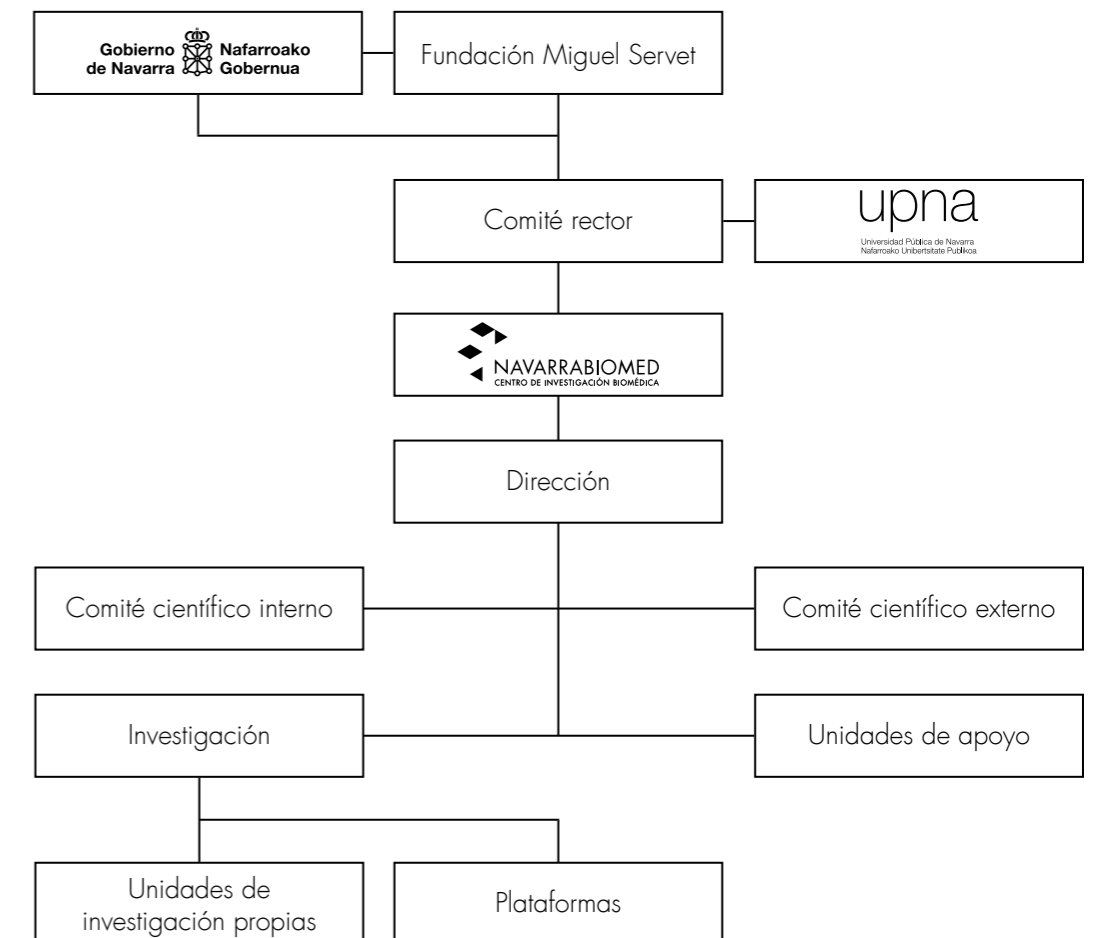 Gobierno de Navarra
Nafarroako Gobernua
Fundación Miguel Servet
Comité rector
upna
Universidad Pública de Navarra
Nafarroako Unibertsitate Publikoa
NAVARRABIOMED
CENTRO DE INVESTIGACIÓN BIOMÉDICA
Dirección
Comité científico interno
Comité científico externo
Investigación
Unidades de apoyo
Unidades de
investigación propias
Plataformas